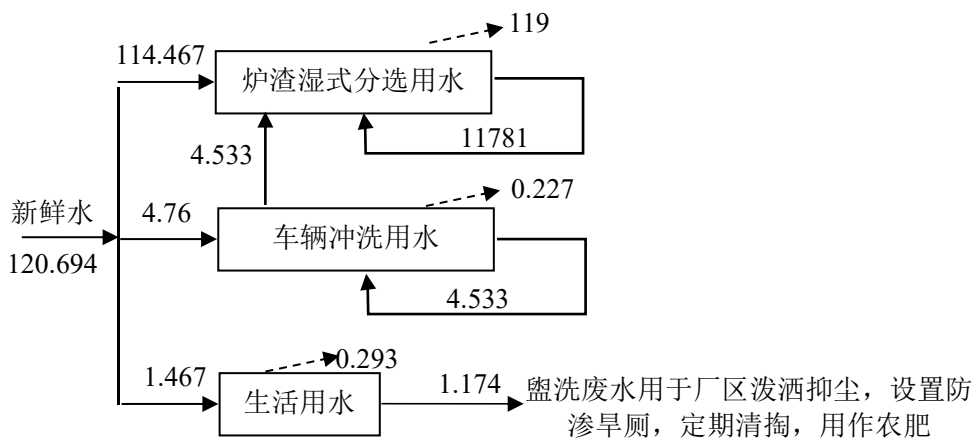 119
114.467
炉渣湿式分选用水
11781
4.533
0.227
新鲜水
4.76
车辆冲洗用水
120.694
4.533
0.293
1.467
生活用水
1.174
盥洗废水用于厂区泼洒抑尘，设置防
渗旱厕，定期清掏，用作农肥